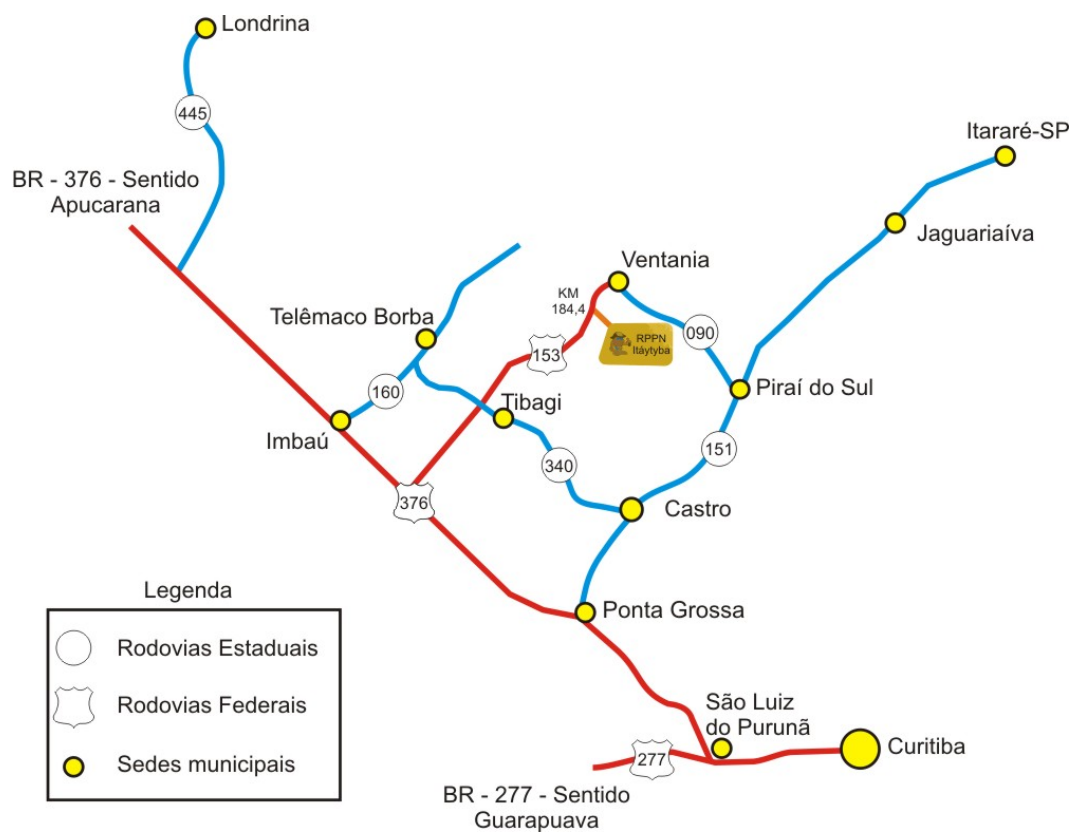 Londrina
445
Itararé-SP
BR - 376 - Sentido
Apucarana
Jaguariaíva
Ventania
KM
184,4
Telêmaco Borba
090
RPPN
Itáytyba
153
160
Piraí do Sul
Tibagi
Imbaú
151
340
376
Castro
Legenda
Ponta Grossa
Rodovias Estaduais
São Luiz
do Purunã
Rodovias Federais
Curitiba
277
Sedes municipais
BR - 277 - Sentido
Guarapuava